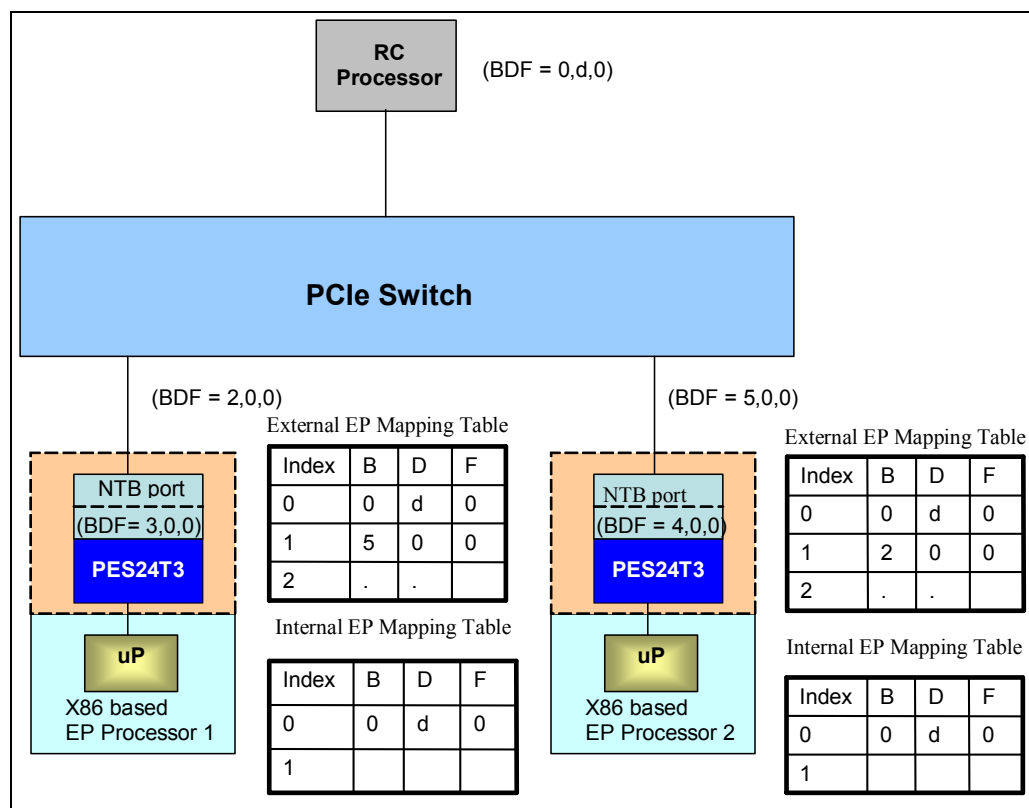 RC
Processor
(BDF = 0,d,0)
PCIe Switch
(BDF = 2,0,0)
(BDF = 5,0,0)
External EP Mapping Table
Index B D F
0 0 d 0
1 5 0 0
2 . .
External EP Mapping Table
Index B D F
0 0 d 0
1 2 0 0
2 . .
NTB port
(BDF= 3,0,0)
PES24T3
NTB port
(BDF = 4,0,0)
PES24T3
uP
X86 based
EP Processor 1
Internal EP Mapping Table
Index B D F
0 0 d 0
1
uP
X86 based
EP Processor 2
Internal EP Mapping Table
Index B D F
0 0 d 0
1